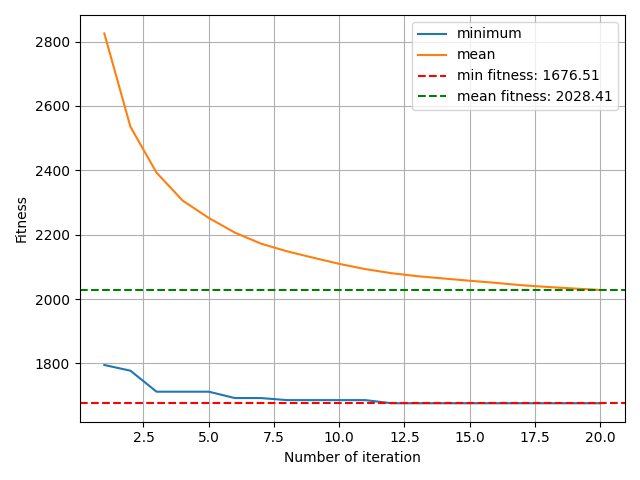 2800
2600
2400
2200
2000
1800
Fitness
minimum
mean
min fitness: 1676.51
mean fitness: 2028.41
2.5 5.0 7.5 10.0 12.5 15.0 17.5 20.0
Number of iteration